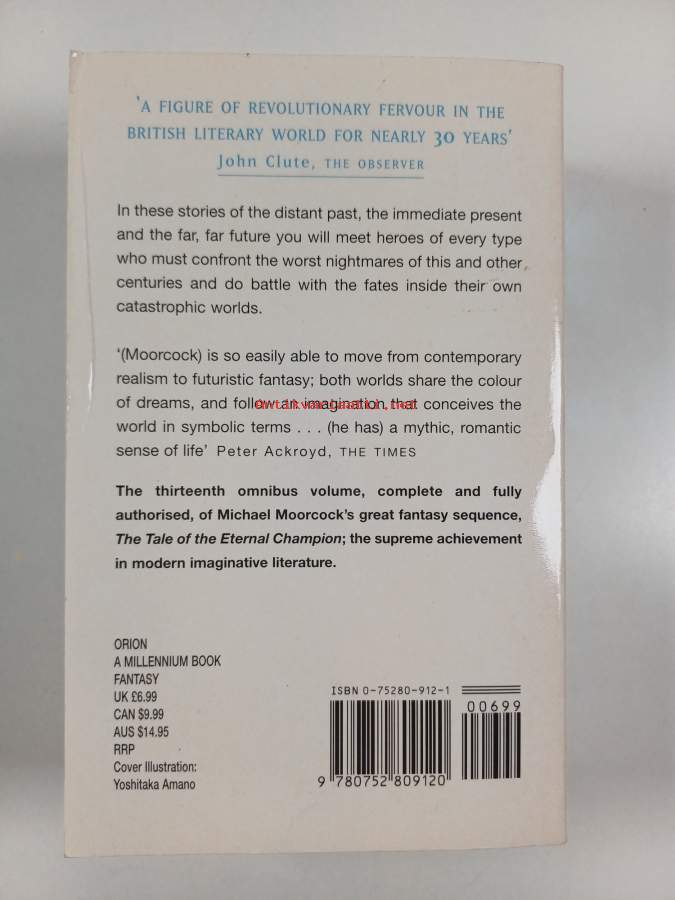 'A FIGURE OF REVOLUTIONARY FERVOUR IN THE
BRITISH LITERARY WORLD FOR NEARLY 30 YEARS'
John Clute, THE OBSERVER
In these stories of the distant past, the immediate present
and the far, far future you will meet heroes of every type
who must confront the worst nightmares of this and other
centuries and do battle with the fates inside their own
catastrophic worlds.
'(Moorcock) is so easily able to move from contemporary
realism to futuristic fantasy; both worlds share the colour
of dreams, and follow an imagination that conceives the
world in symbolic terms . . . (he has) a mythic, romantic
sense of life' Peter Ackroyd, THE TIMES
The thirteenth omnibus volume, complete and fully
authorised, of Michael Moorcock's great fantasy sequence,
The Tale of the Eternal Champion; the supreme achievement
in modern imaginative literature.
ORION
A MILLENNIUM BOOK
FANTASY
UK £6.99
CAN $9.99
AUS $14.95
RRP
Cover Illustration:
Yoshitaka Amano
ISBN 0-75280-912-1
00699
9 780752 809120